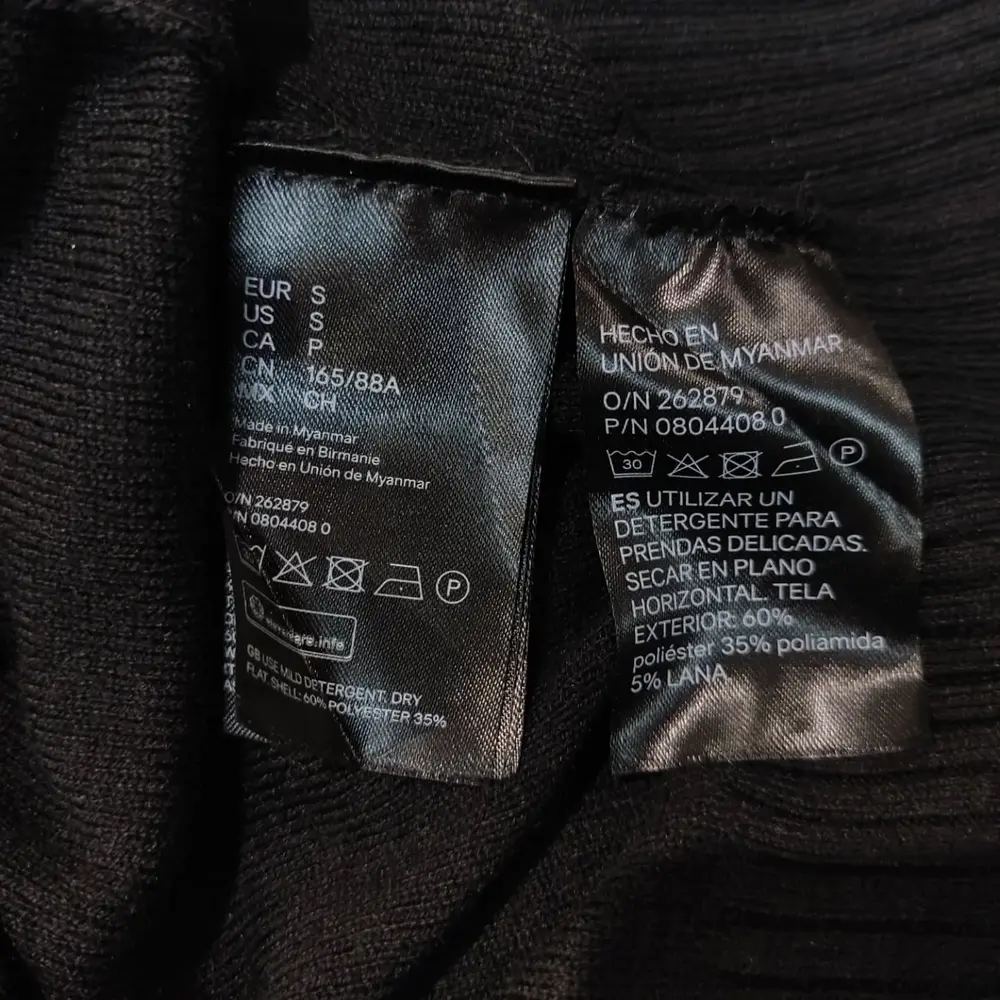 EUR S
US S
CA P
CN 165/88A
MX CH
Made in Myanmar
Fabriqué en Birmanie
Hecho en Unión de Myanmar
O/N 262879
P/N 0804408 0
GB USE MILD DETERGENT. DRY
FLAT SHELL: 60% POLYESTER 35%
HECHO EN
UNIÓN DE MYANMAR
O/N 262879
P/N 0804408 0
30
P
ES UTILIZAR UN
DETERGENTE PARA
PRENDAS DELICADAS.
SECAR EN PLANO
HORIZONTAL. TELA
EXTERIOR: 60%
poliéster 35% poliamida
5% LANA